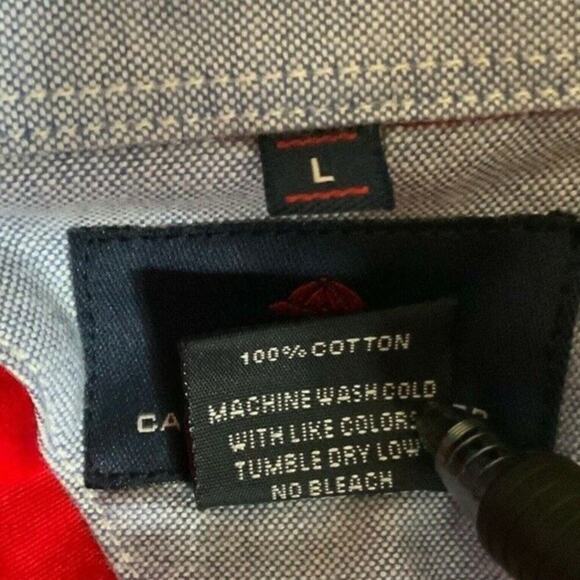 L
100% COTTON
MACHINE WASH COLD
WITH LIKE COLORS
TUMBLE DRY LOW
NO BLEACH